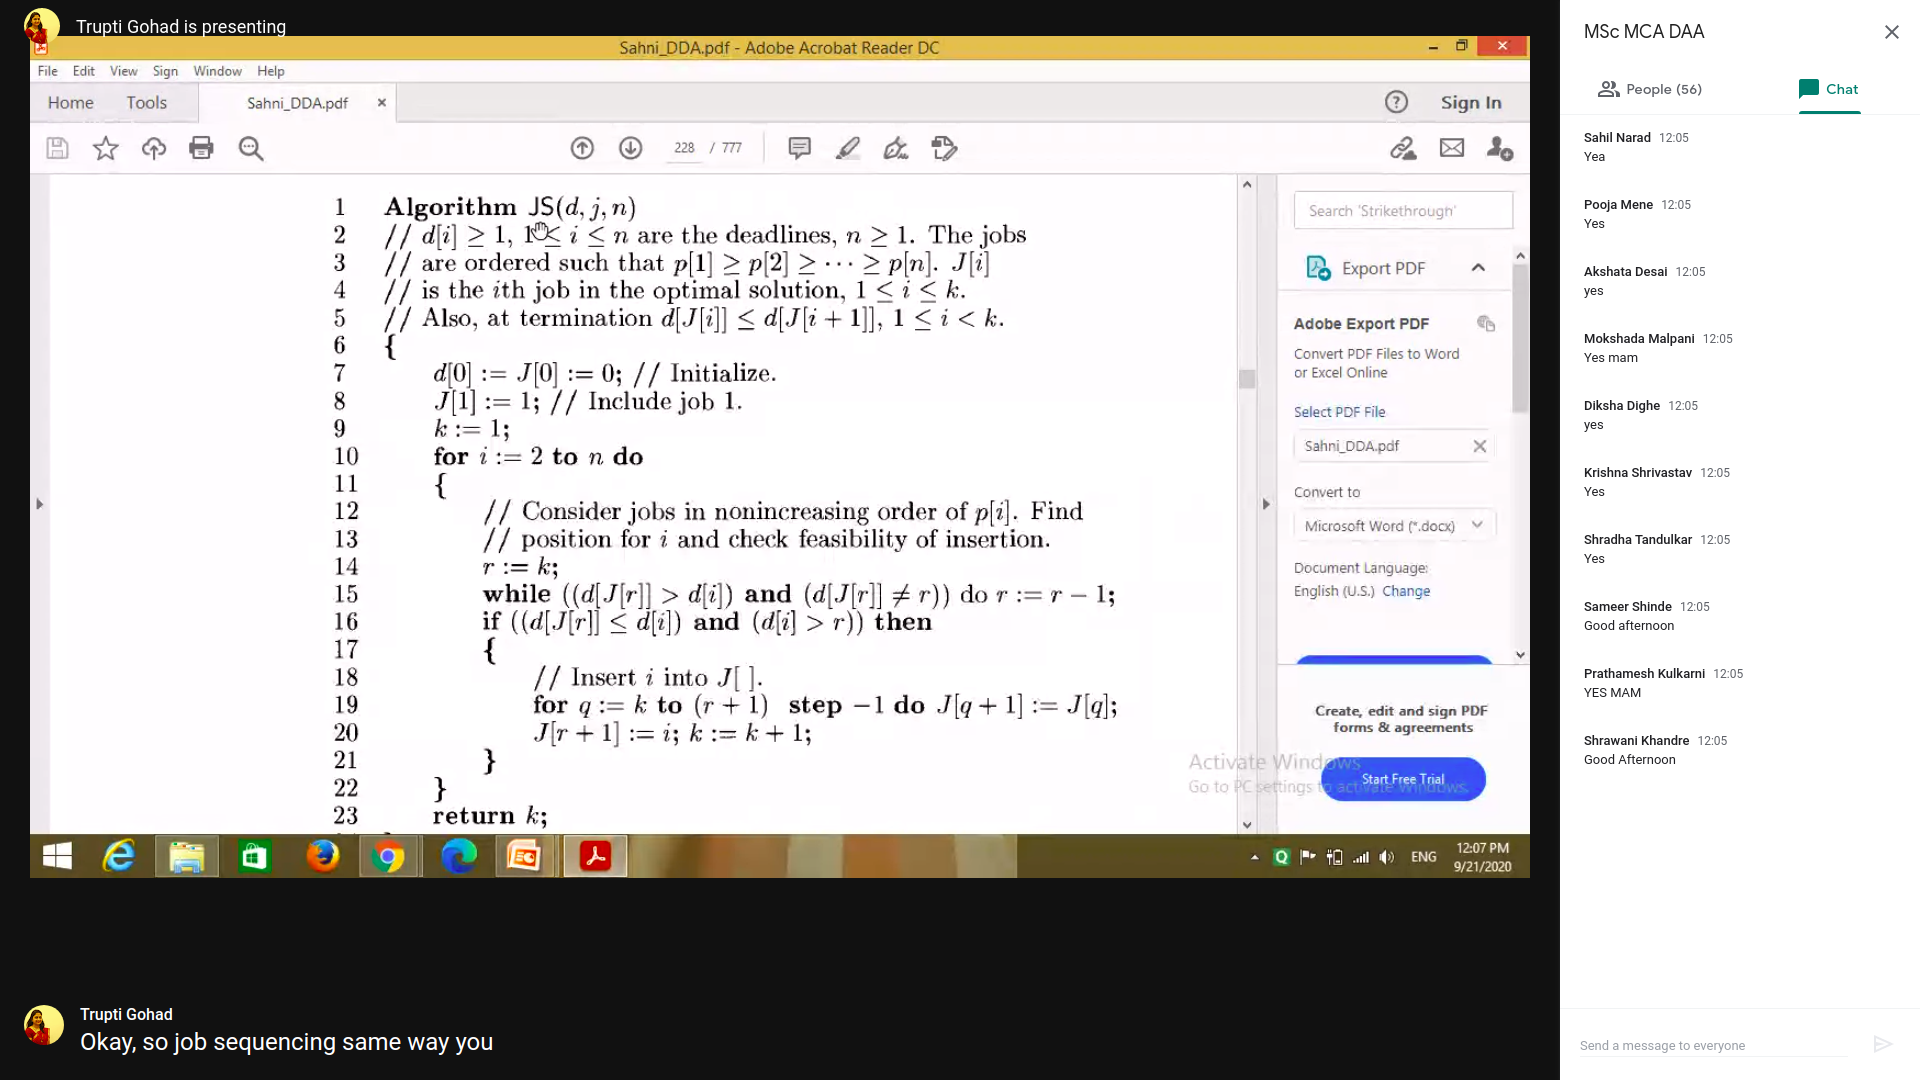 Trupti Gohad is presenting
Sahni_DDA.pdf - Adobe Acrobat Reader DC
File Edit View Sign Window Help
Home Tools Sahni_DDA.pdf × Sign In
228 / 777
1 Algorithm JS(d, j, n)
2 // d[i] ≥ 1, 1 ≤ i ≤ n are the deadlines, n ≥ 1. The jobs
3 // are ordered such that p[1] ≥ p[2] ≥ · · · ≥ p[n]. J[i]
4 // is the ith job in the optimal solution, 1 ≤ i ≤ k.
5 // Also, at termination d[J[i]] ≤ d[J[i + 1]], 1 ≤ i < k.
6 {
7 d[0] := J[0] := 0; // Initialize.
8 J[1] := 1; // Include job 1.
9 k := 1;
10 for i := 2 to n do
11 {
12 // Consider jobs in nonincreasing order of p[i]. Find
13 // position for i and check feasibility of insertion.
14 r := k;
15 while ((d[J[r]] > d[i]) and (d[J[r]] ≠ r)) do r := r − 1;
16 if ((d[J[r]] ≤ d[i]) and (d[i] > r)) then
17 {
18 // Insert i into J[ ].
19 for q := k to (r + 1) step −1 do J[q + 1] := J[q];
20 J[r + 1] := i; k := k + 1;
21 }
22 }
23 return k;
Search 'Strikethrough'
Export PDF
Adobe Export PDF
Convert PDF Files to Word
or Excel Online
Select PDF File
Sahni_DDA.pdf
Convert to
Microsoft Word (*.docx)
Document Language:
English (U.S.) Change
Create, edit and sign PDF
forms & agreements
Start Free Trial
Activate Windows
Go to PC settings to activate Windows.
ENG
12:07 PM
9/21/2020
Trupti Gohad
Okay, so job sequencing same way you
MSc MCA DAA
People (56) Chat
Sahil Narad 12:05
Yea
Pooja Mene 12:05
Yes
Akshata Desai 12:05
yes
Mokshada Malpani 12:05
Yes mam
Diksha Dighe 12:05
yes
Krishna Shrivastav 12:05
Yes
Shradha Tandulkar 12:05
Yes
Sameer Shinde 12:05
Good afternoon
Prathamesh Kulkarni 12:05
YES MAM
Shrawani Khandre 12:05
Good Afternoon
Send a message to everyone